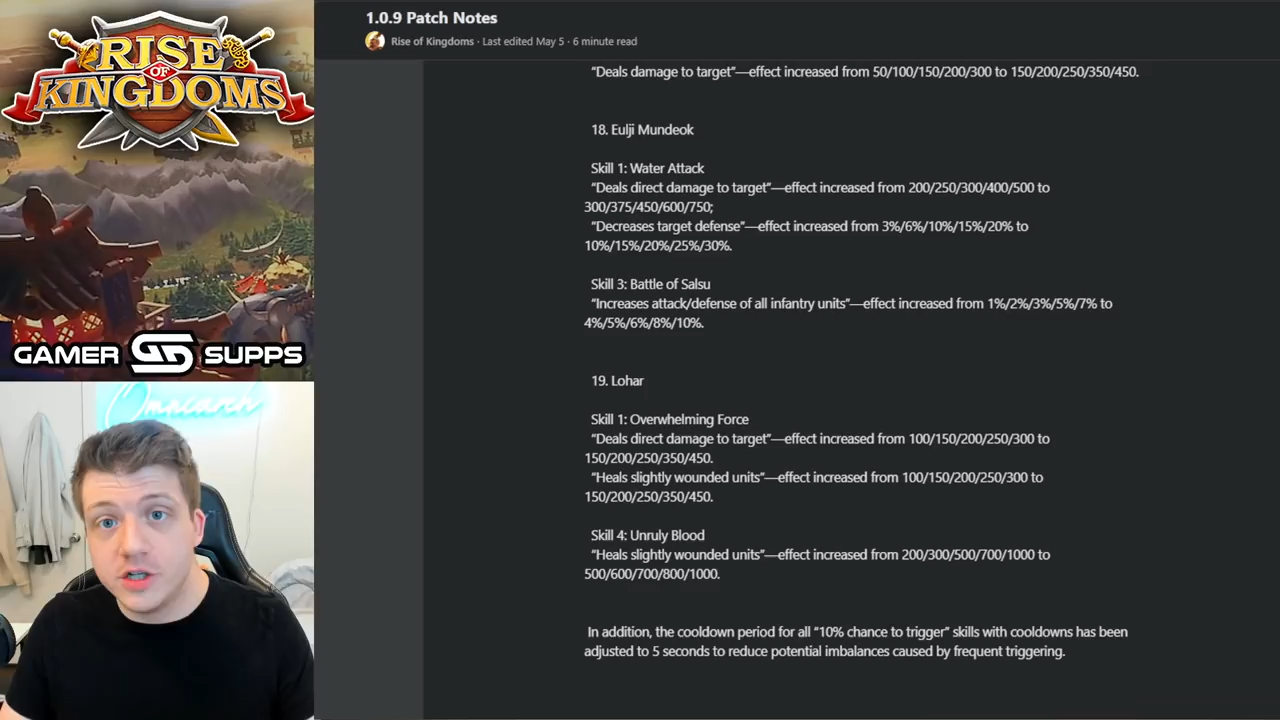 RISE
OF
KINGDOMS
GAMER GS SUPPS
Omniarch
1.0.9 Patch Notes
Rise of Kingdoms · Last edited May 5 · 6 minute read
“Deals damage to target”—effect increased from 50/100/150/200/300 to 150/200/250/350/450.
18. Eulji Mundeok
Skill 1: Water Attack
“Deals direct damage to target”—effect increased from 200/250/300/400/500 to
300/375/450/600/750;
“Decreases target defense”—effect increased from 3%/6%/10%/15%/20% to
10%/15%/20%/25%/30%.
Skill 3: Battle of Salsu
“Increases attack/defense of all infantry units”—effect increased from 1%/2%/3%/5%/7% to
4%/5%/6%/8%/10%.
19. Lohar
Skill 1: Overwhelming Force
“Deals direct damage to target”—effect increased from 100/150/200/250/300 to
150/200/250/350/450.
“Heals slightly wounded units”—effect increased from 100/150/200/250/300 to
150/200/250/350/450.
Skill 4: Unruly Blood
“Heals slightly wounded units”—effect increased from 200/300/500/700/1000 to
500/600/700/800/1000.
In addition, the cooldown period for all “10% chance to trigger” skills with cooldowns has been
adjusted to 5 seconds to reduce potential imbalances caused by frequent triggering.